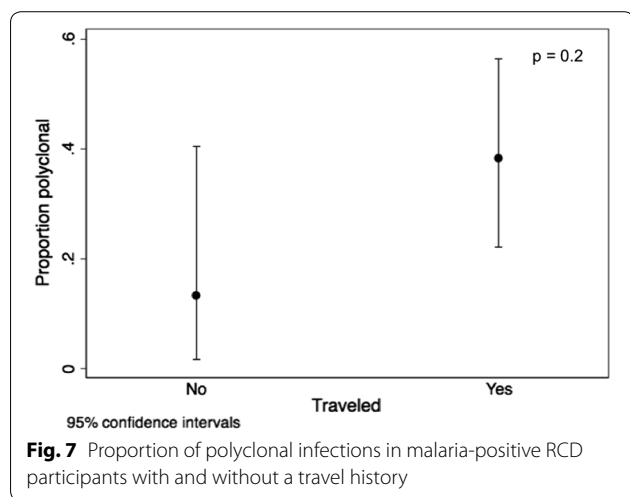 .6
p = 0.2
.4
Proportion polyclonal
.2
0
No
Yes
Traveled
95% confidence intervals
Fig. 7 Proportion of polyclonal infections in malaria-positive RCD
participants with and without a travel history